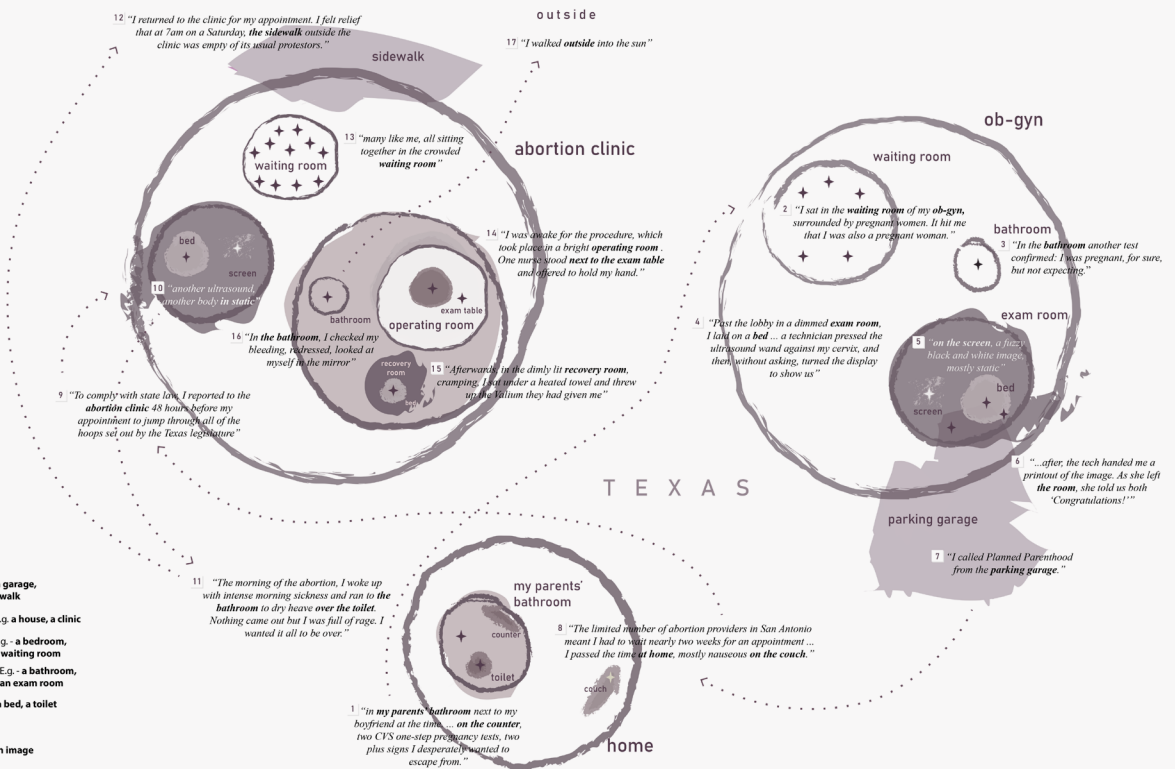 outside
12 "I returned to the clinic for my appointment. I felt relief
that at 7am on a Saturday, the sidewalk outside the
clinic was empty of its usual protestors."
17 "I walked outside into the sun"
sidewalk
abortion clinic
waiting room
13 "many like me, all sitting
together in the crowded
waiting room"
bed
screen
10 "another ultrasound,
another body in static"
14 "I was awake for the procedure, which
took place in a bright operating room .
One nurse stood next to the exam table
and offered to hold my hand."
exam table
operating room
bathroom
16 "In the bathroom, I checked my
bleeding, redressed, looked at
myself in the mirror"
recovery
room
bed
15 "Afterwards, in the dimly lit recovery room,
cramping, I sat under a heated towel and threw
up the Valium they had given me"
9 "To comply with state law, I reported to the
abortion clinic 48 hours before my
appointment to jump through all of the
hoops set out by the Texas legislature"
ob-gyn
waiting room
2 "I sat in the waiting room of my ob-gyn,
surrounded by pregnant women. It hit me
that I was also a pregnant woman."
bathroom
3 "In the bathroom another test
confirmed: I was pregnant, for sure,
but not expecting."
exam room
4 "Past the lobby in a dimmed exam room,
I laid on a bed ... a technician pressed the
ultrasound wand against my cervix, and
then, without asking, turned the display
to show us"
5 "on the screen, a fuzzy
black and white image,
mostly static"
bed
screen
6 "...after, the tech handed me a
printout of the image. As she left
the room, she told us both
'Congratulations!'"
TEXAS
parking garage
7 "I called Planned Parenthood
from the parking garage."
11 "The morning of the abortion, I woke up
with intense morning sickness and ran to the
bathroom to dry heave over the toilet.
Nothing came out but I was full of rage. I
wanted it all to be over."
my parents'
bathroom
counter
toilet
8 "The limited number of abortion providers in San Antonio
meant I had to wait nearly two weeks for an appointment ...
I passed the time at home, mostly nauseous on the couch."
couch
1 "in my parents' bathroom next to my
boyfriend at the time. ... on the counter,
two CVS one-step pregnancy tests, two
plus signs I desperately wanted to
escape from."
home
garage,
walk
.g. a house, a clinic
g. - a bedroom,
waiting room
E.g. - a bathroom,
an exam room
bed, a toilet
image